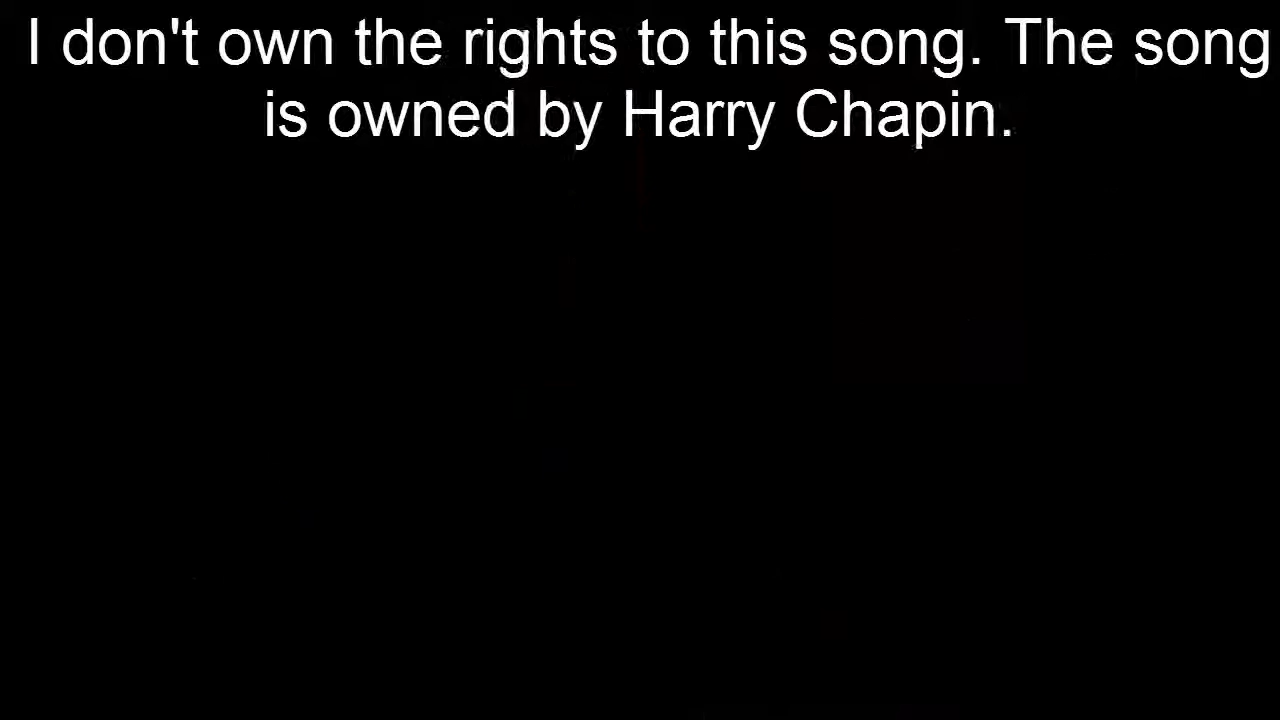 I don't own the rights to this song. The song
is owned by Harry Chapin.